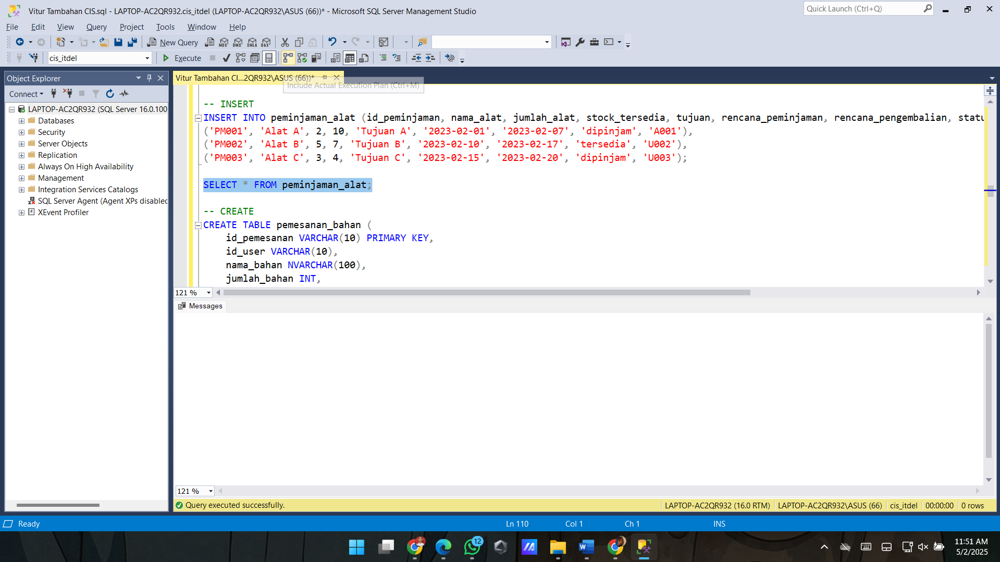 Vitur Tambahan CIS.sql - LAPTOP-AC2QR932.cis_itdel (LAPTOP-AC2QR932\ASUS (66))* - Microsoft SQL Server Management Studio
Quick Launch (Ctrl+Q)
File Edit View Query Project Tools Window Help
New Query MDX DMX XMLA DAX
cis_itdel Execute
Object Explorer
Vitur Tambahan CI...2QR932\ASUS (66))*
Include Actual Execution Plan (Ctrl+M)
Connect
LAPTOP-AC2QR932 (SQL Server 16.0.100
Databases
Security
Server Objects
Replication
Always On High Availability
Management
Integration Services Catalogs
SQL Server Agent (Agent XPs disabled
XEvent Profiler
-- INSERT
INSERT INTO peminjaman_alat (id_peminjaman, nama_alat, jumlah_alat, stock_tersedia, tujuan, rencana_peminjaman, rencana_pengembalian, statu
('PM001', 'Alat A', 2, 10, 'Tujuan A', '2023-02-01', '2023-02-07', 'dipinjam', 'A001'),
('PM002', 'Alat B', 5, 7, 'Tujuan B', '2023-02-10', '2023-02-17', 'tersedia', 'U002'),
('PM003', 'Alat C', 3, 4, 'Tujuan C', '2023-02-15', '2023-02-20', 'dipinjam', 'U003');
SELECT * FROM peminjaman_alat;
-- CREATE
CREATE TABLE pemesanan_bahan (
id_pemesanan VARCHAR(10) PRIMARY KEY,
id_user VARCHAR(10),
nama_bahan NVARCHAR(100),
jumlah_bahan INT,
121 %
Messages
121 %
Query executed successfully. LAPTOP-AC2QR932 (16.0 RTM) LAPTOP-AC2QR932\ASUS (66) cis_itdel 00:00:00 0 rows
Ready Ln 110 Col 1 Ch 1 INS
12
11:51 AM
5/2/2025